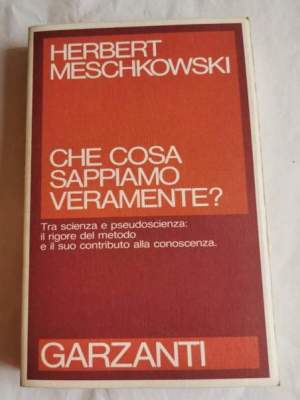 HERBERT
MESCHKOWSKI
CHE COSA
SAPPIAMO
VERAMENTE?
Tra scienza e pseudoscienza:
il rigore del metodo
e il suo contributo alla conoscenza.
GARZANTI